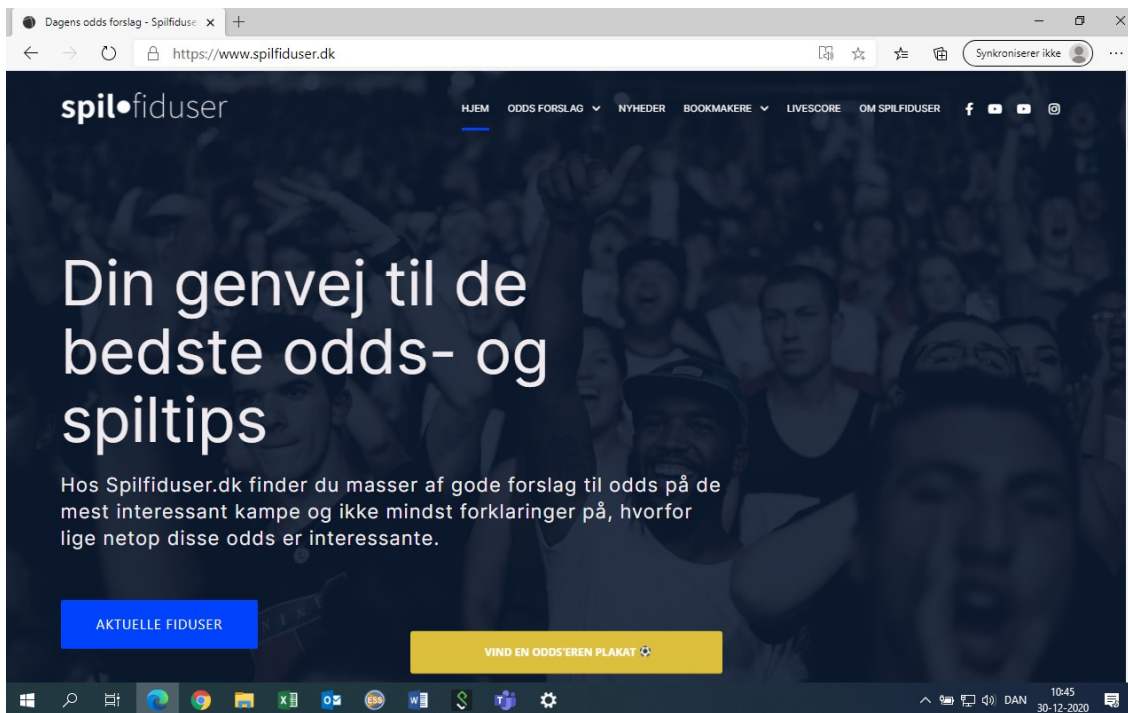 Dagens odds forslag - Spilfiduse
https://www.spilfiduser.dk
Synkroniserer ikke
spil•fiduser
HJEM ODDS FORSLAG NYHEDER BOOKMAKERE LIVESCORE OM SPILFIDUSER
Din genvej til de
bedste odds- og
spiltips
Hos Spilfiduser.dk finder du masser af gode forslag til odds på de
mest interessant kampe og ikke mindst forklaringer på, hvorfor
lige netop disse odds er interessante.
AKTUELLE FIDUSER
VIND EN ODDS'EREN PLAKAT ⚽
ESS
DAN
10:45
30-12-2020